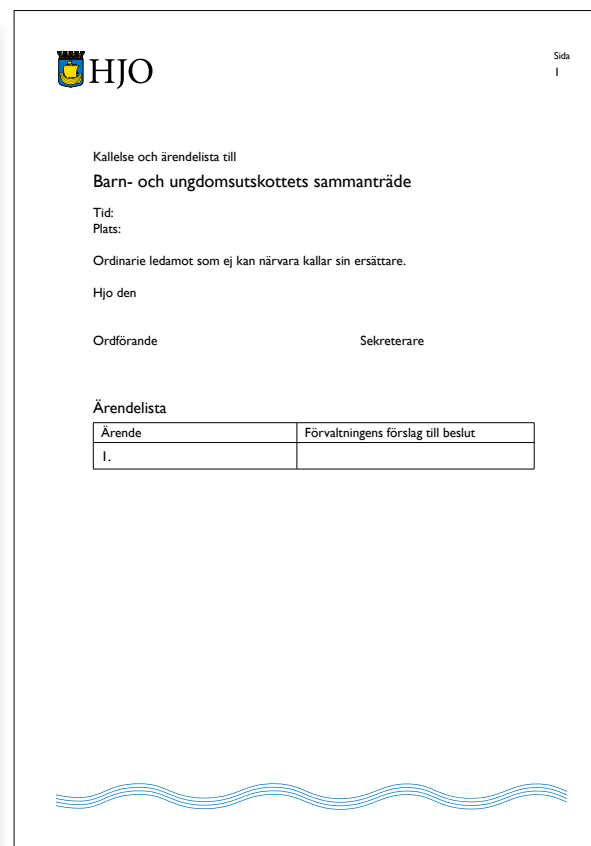 HJO
Sida
1
Kallelse och ärendelista till
Barn- och ungdomsutskottets sammanträde
Tid:
Plats:
Ordinarie ledamot som ej kan närvara kallar sin ersättare.
Hjo den
Ordförande Sekreterare
Ärendelista
Ärende Förvaltningens förslag till beslut
1.